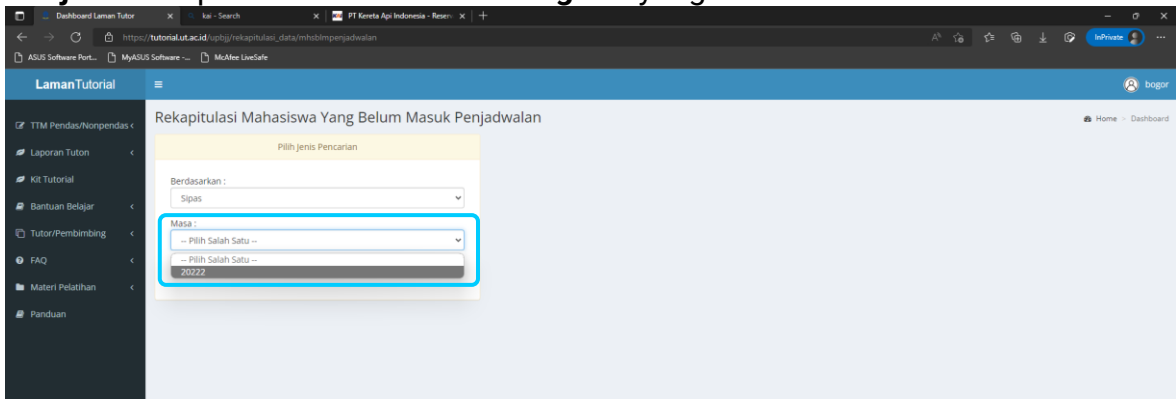 Dashboard Laman Tutor
kai - Search
PT Kereta Api Indonesia - Reserv
https://tutorial.ut.ac.id/upbjj/rekapitulasi_data/mhsblmpenjadwalan
InPrivate
ASUS Software Port...
MyASUS Software -...
McAfee LiveSafe
LamanTutorial
bogor
Rekapitulasi Mahasiswa Yang Belum Masuk Penjadwalan
Home
Dashboard
TTM Pendas/Nonpendas
Laporan Tuton
Kit Tutorial
Bantuan Belajar
Tutor/Pembimbing
FAQ
Materi Pelatihan
Panduan
Pilih Jenis Pencarian
Berdasarkan :
Sipas
Masa :
-- Pilih Salah Satu --
-- Pilih Salah Satu --
20222